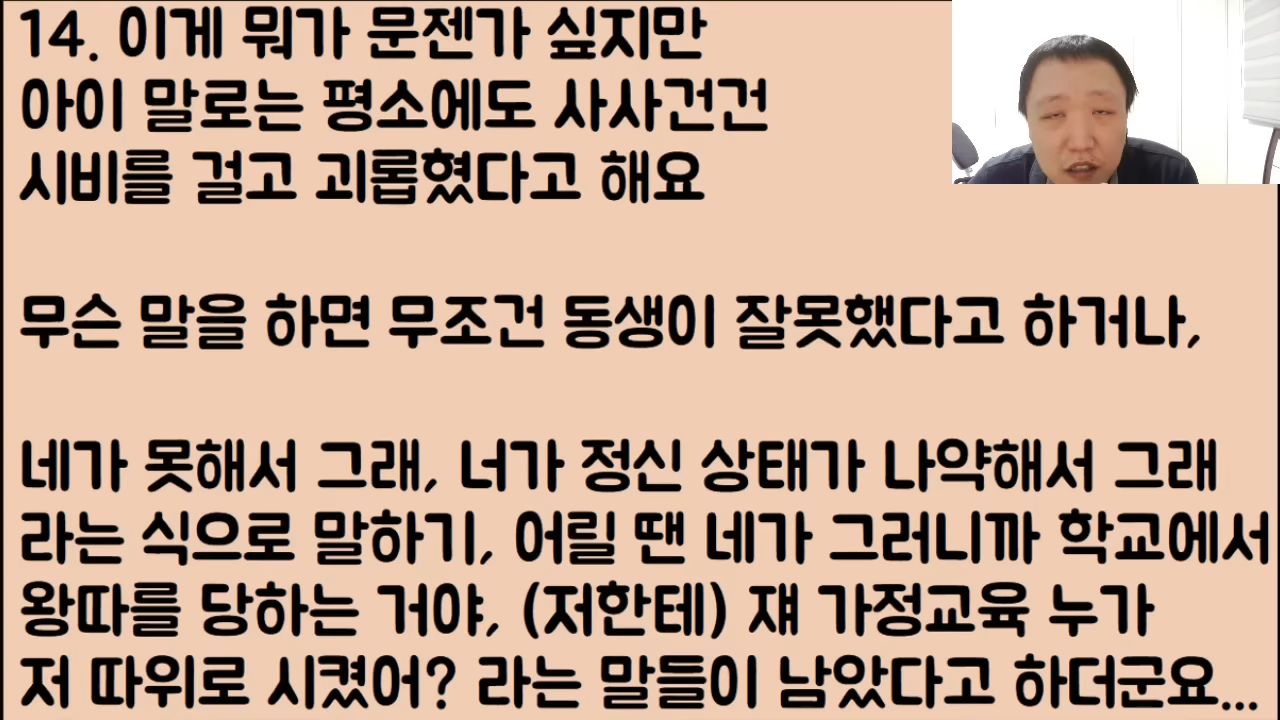 14. 이게 뭐가 문젠가 싶지만
아이 말로는 평소에도 사사건건
시비를 걸고 괴롭혔다고 해요
무슨 말을 하면 무조건 동생이 잘못했다고 하거나,
네가 못해서 그래, 너가 정신 상태가 나약해서 그래
라는 식으로 말하기, 어릴 땐 네가 그러니까 학교에서
왕따를 당하는 거야, (저한테) 쟤 가정교육 누가
저 따위로 시켰어? 라는 말들이 남았다고 하더군요...